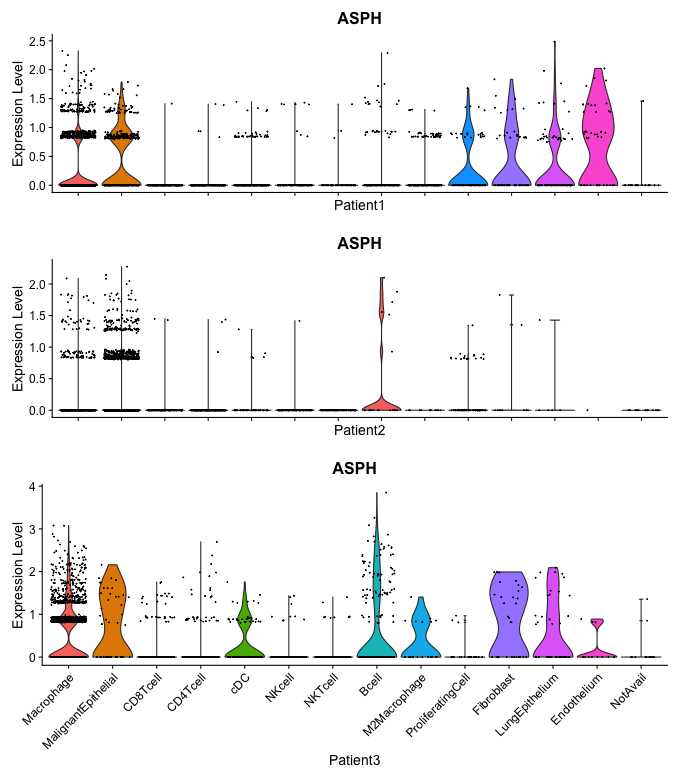 ASPH
Expression Level
2.5
2.0
1.5
1.0
0.5
0.0
Patient1
ASPH
Expression Level
2.0
1.5
1.0
0.5
0.0
Patient2
ASPH
Expression Level
4
3
2
1
0
Macrophage
MalignantEpithelial
CD8Tcell
CD4Tcell
cDC
NKcell
NKTcell
Bcell
M2Macrophage
ProliferatingCell
Fibroblast
LungEpithelium
Endothelium
NotAvail
Patient3